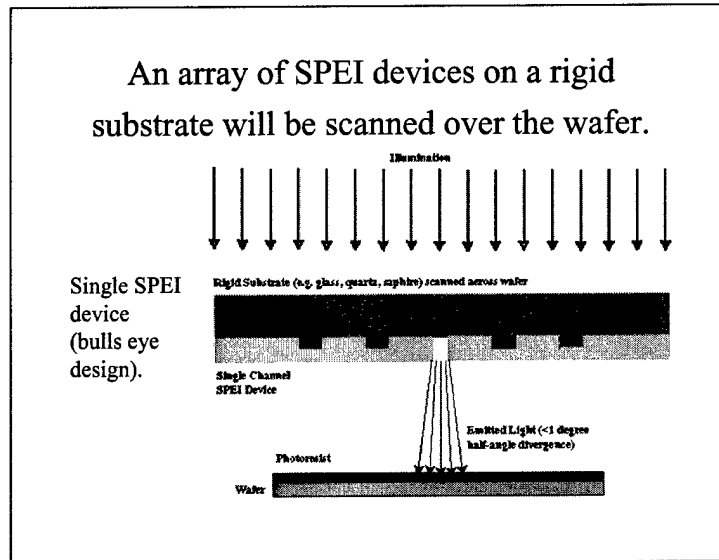 An array of SPEI devices on a rigid
substrate will be scanned over the wafer.
Illumination
Rigid Substrate (e.g. glass, quartz, saphire) scanned across wafer
Single SPEI
device
(bulls eye
design).
Single Channel
SPEI Device
Emitted Light (<1 degree
half-angle divergence)
Photoresist
Wafer